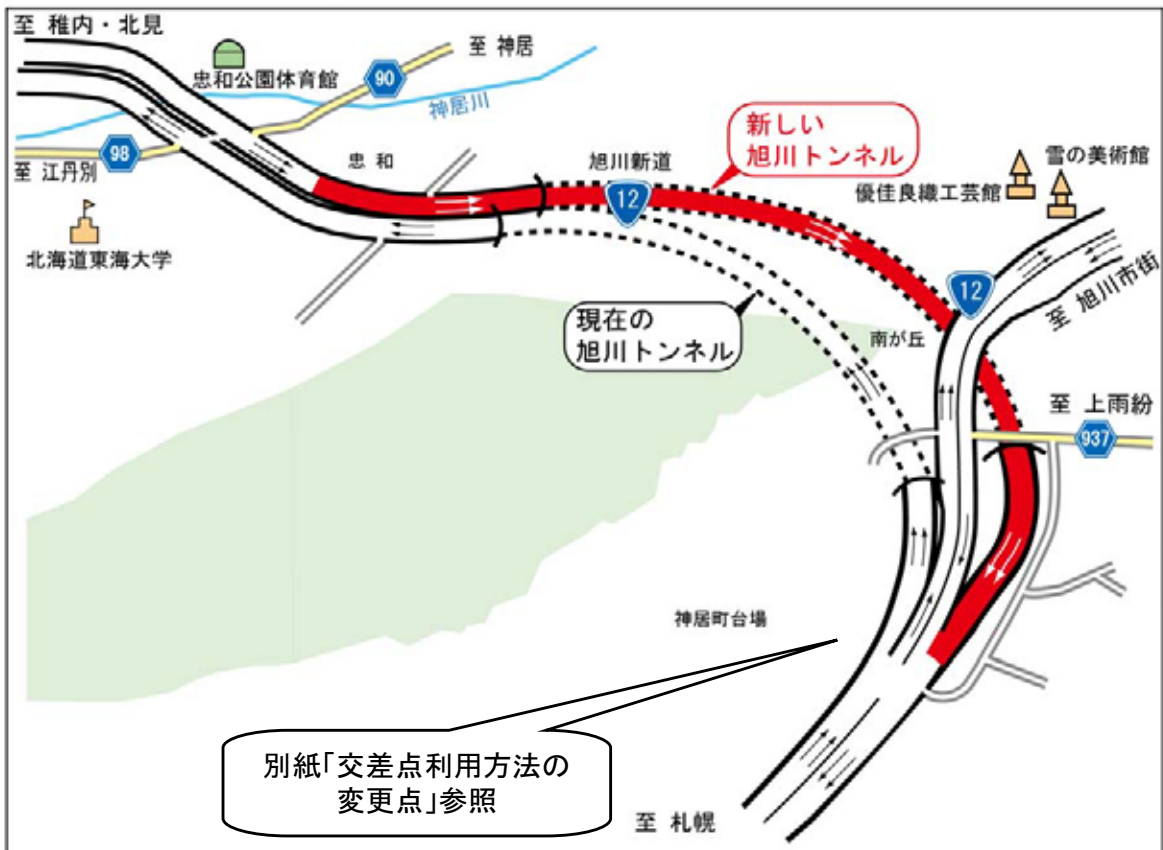 至 稚内・北見
忠和公園体育館
90
至 神居
神居川
98
至 江丹別
北海道東海大学
忠 和
旭川新道
12
新しい
旭川トンネル
雪の美術館
優佳良織工芸館
12
至 旭川市街
現在の
旭川トンネル
南が丘
至 上雨紛
937
神居町台場
別紙「交差点利用方法の
変更点」参照
至 札幌